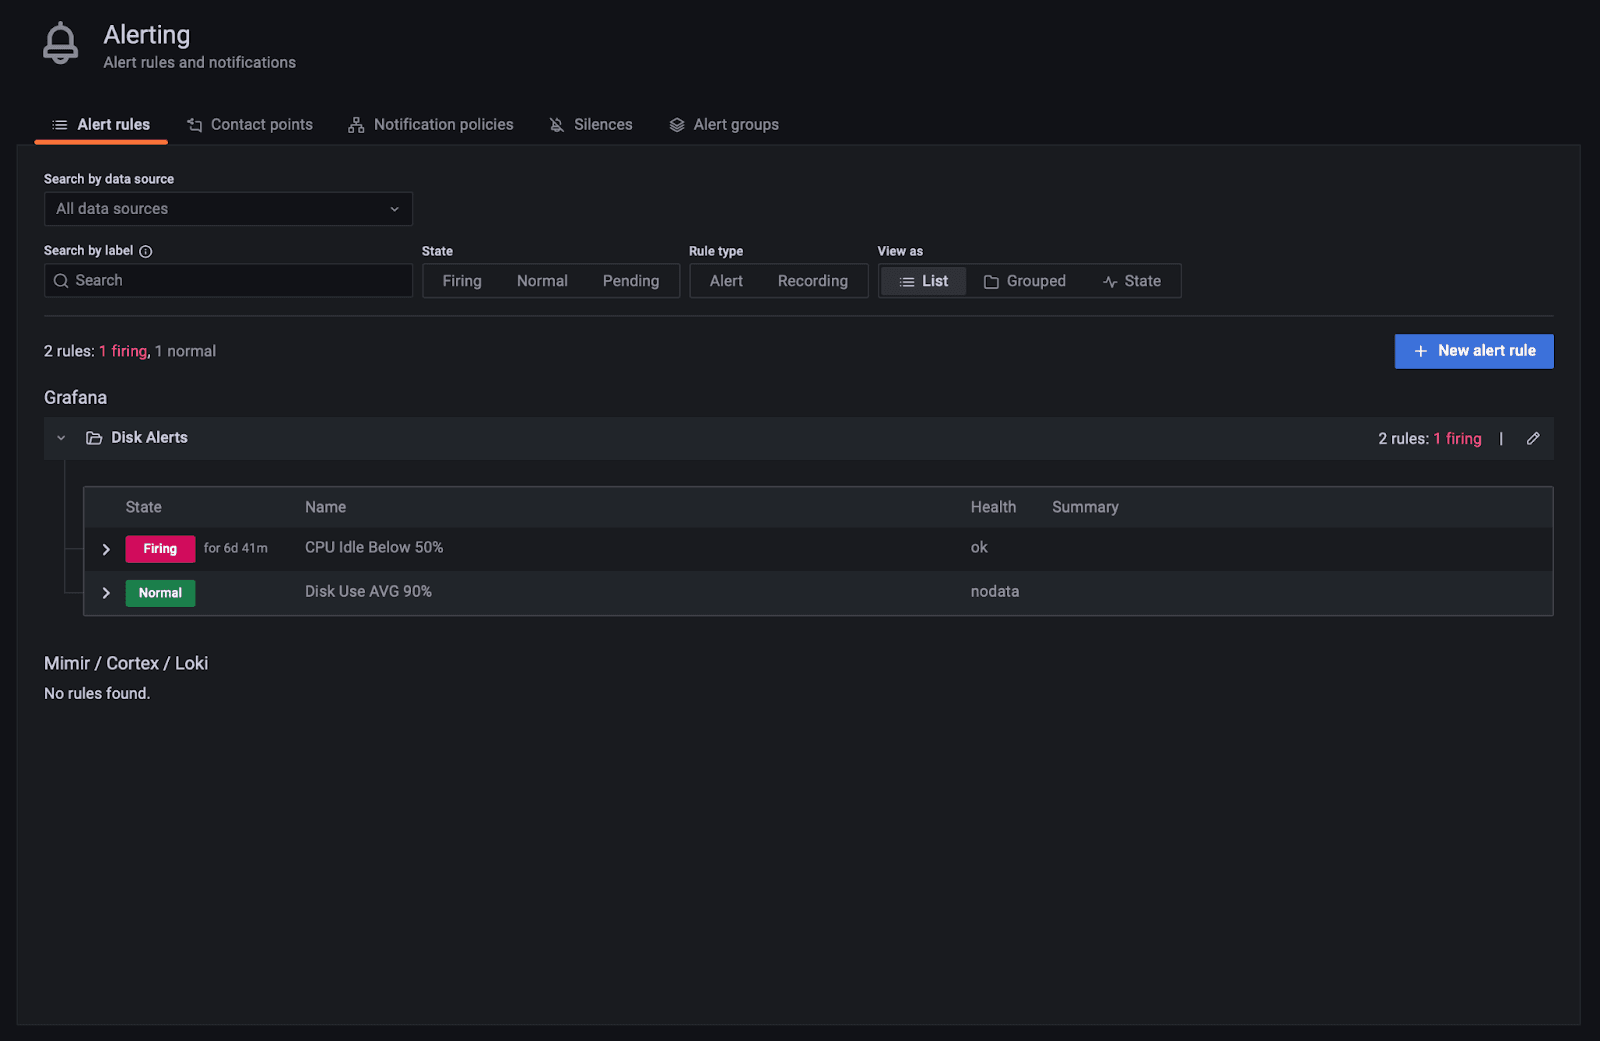 Alerting
Alert rules and notifications
Alert rules Contact points Notification policies Silences Alert groups
Search by data source
All data sources
Search by label State Rule type View as
Search Firing Normal Pending Alert Recording List Grouped State
2 rules: 1 firing, 1 normal + New alert rule
Grafana
Disk Alerts 2 rules: 1 firing |
State Name Health Summary
Firing for 6d 41m CPU Idle Below 50% ok
Normal Disk Use AVG 90% nodata
Mimir / Cortex / Loki
No rules found.